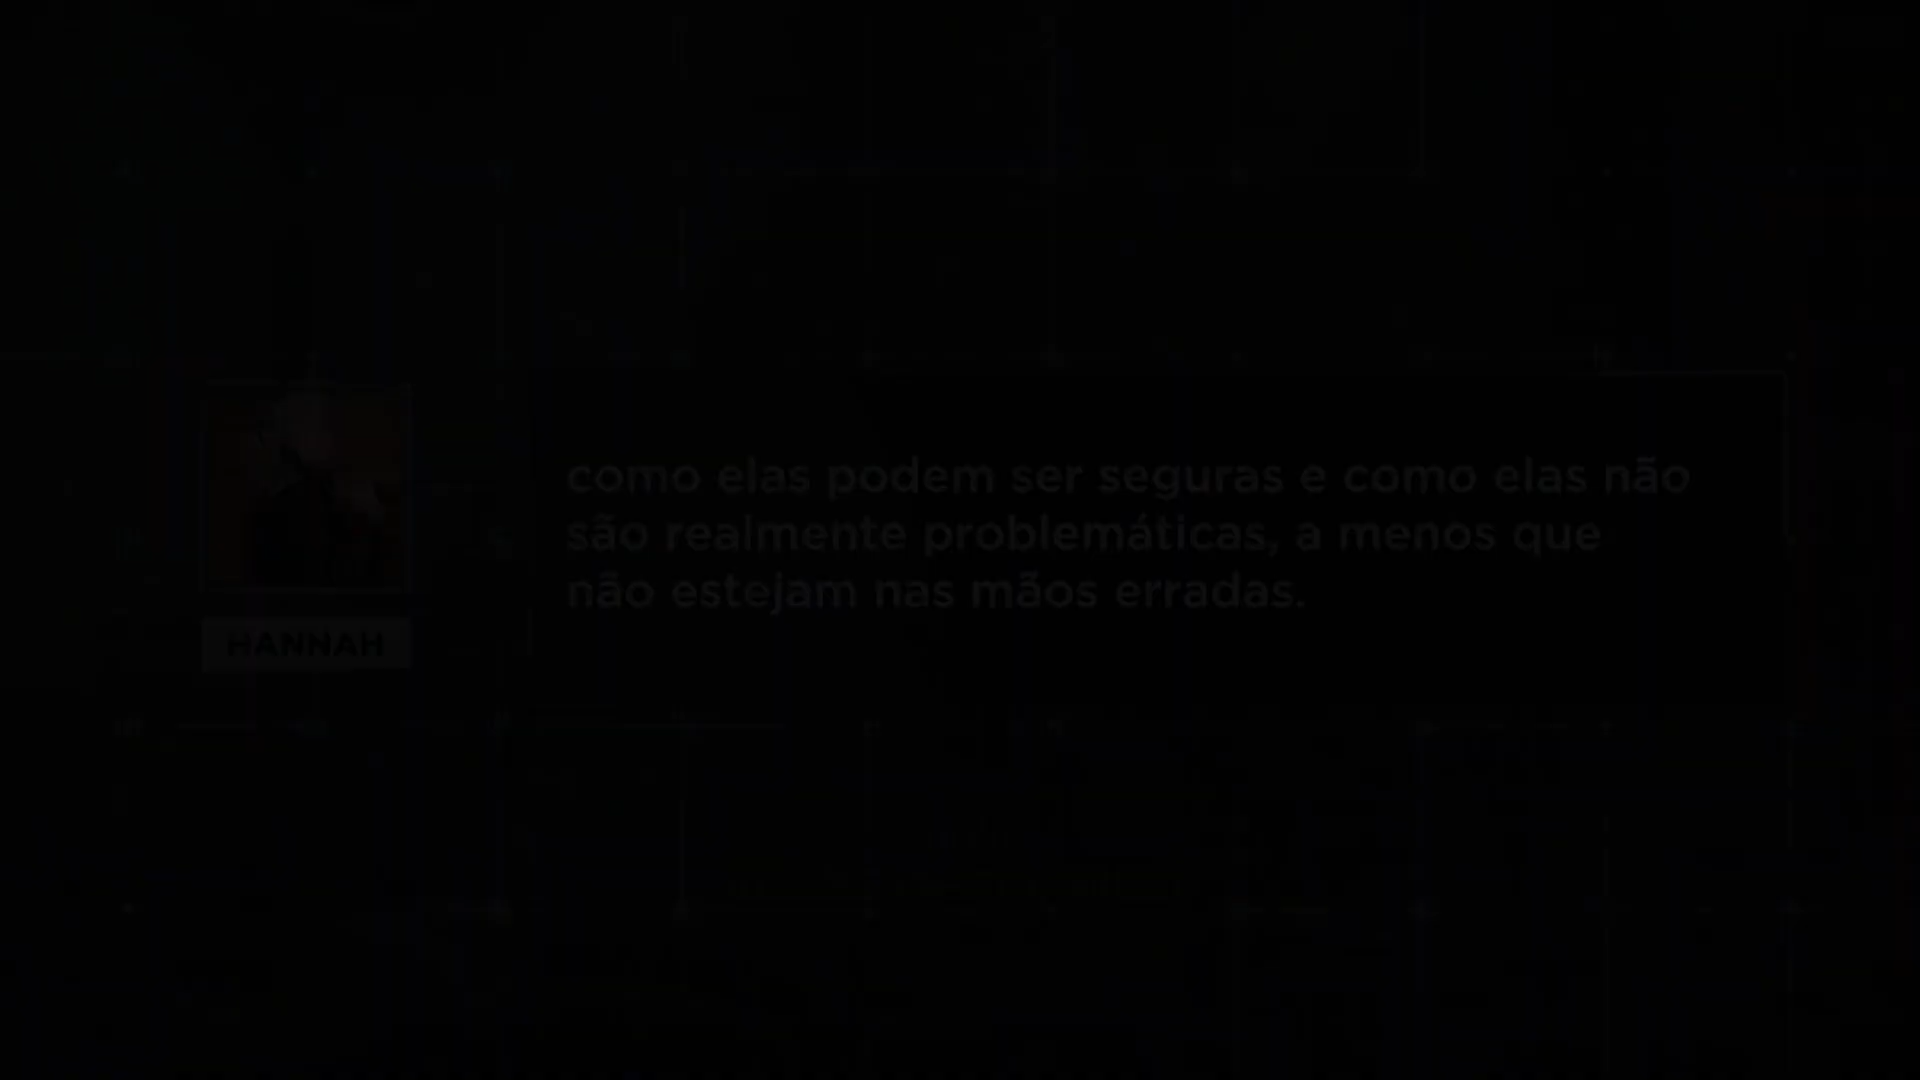 como elas podem ser seguras e como elas não
são realmente problemáticas, a menos que
não estejam nas mãos erradas.
HANNAH